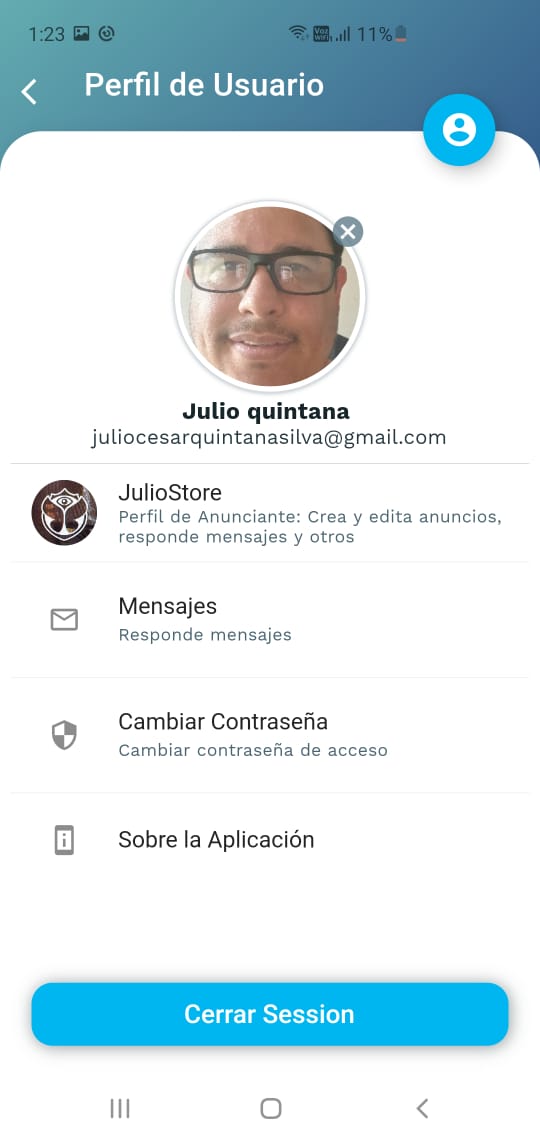 1:23
Voz
WiFi
11%
Perfil de Usuario
Julio quintana
juliocesarquintanasilva@gmail.com
JulioStore
Perfil de Anunciante: Crea y edita anuncios,
responde mensajes y otros
Mensajes
Responde mensajes
Cambiar Contraseña
Cambiar contraseña de acceso
Sobre la Aplicación
Cerrar Session